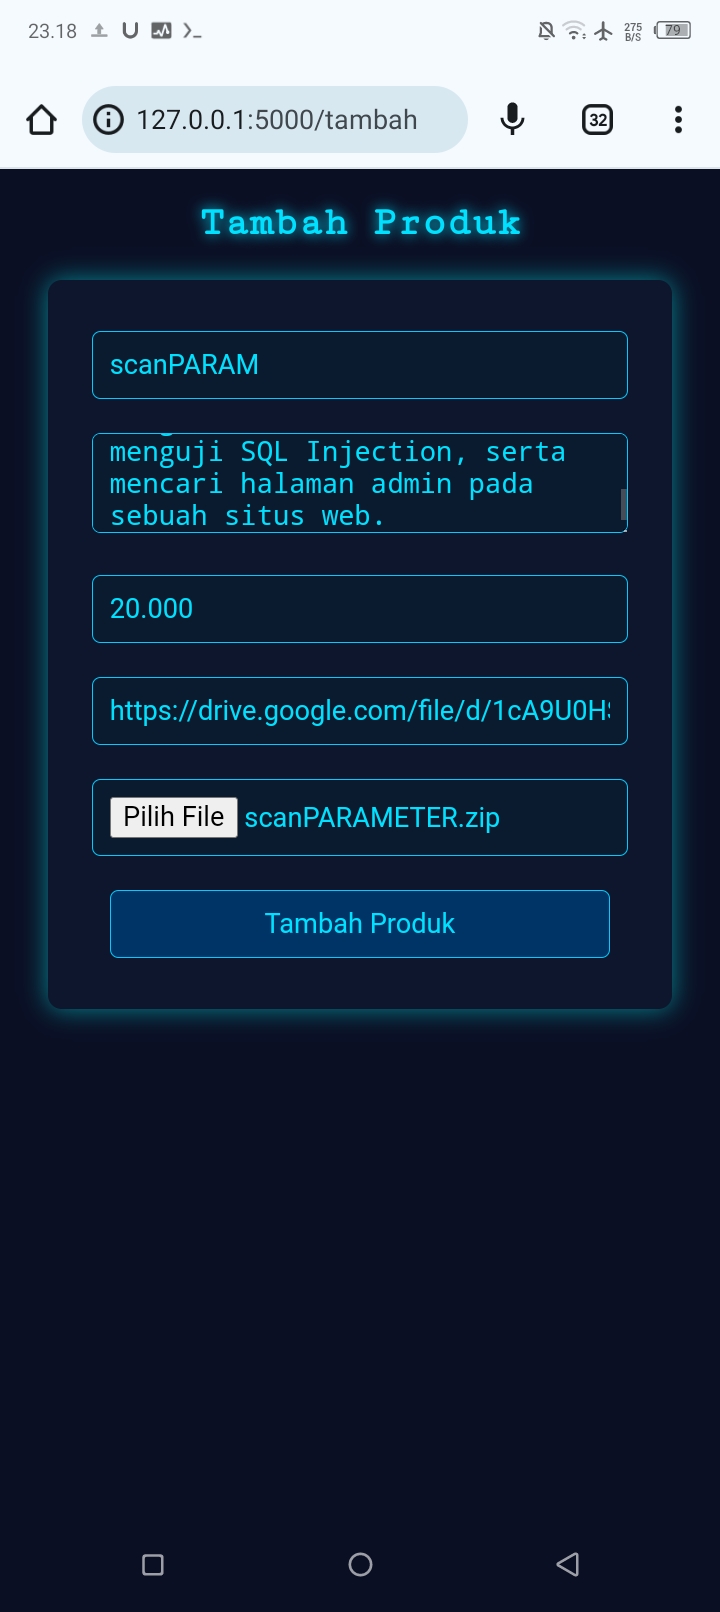 23.18
275
B/S
79
127.0.0.1:5000/tambah
32
Tambah Produk
scanPARAM
menguji SQL Injection, serta
mencari halaman admin pada
sebuah situs web.
20.000
https://drive.google.com/file/d/1cA9U0H
Pilih File scanPARAMETER.zip
Tambah Produk